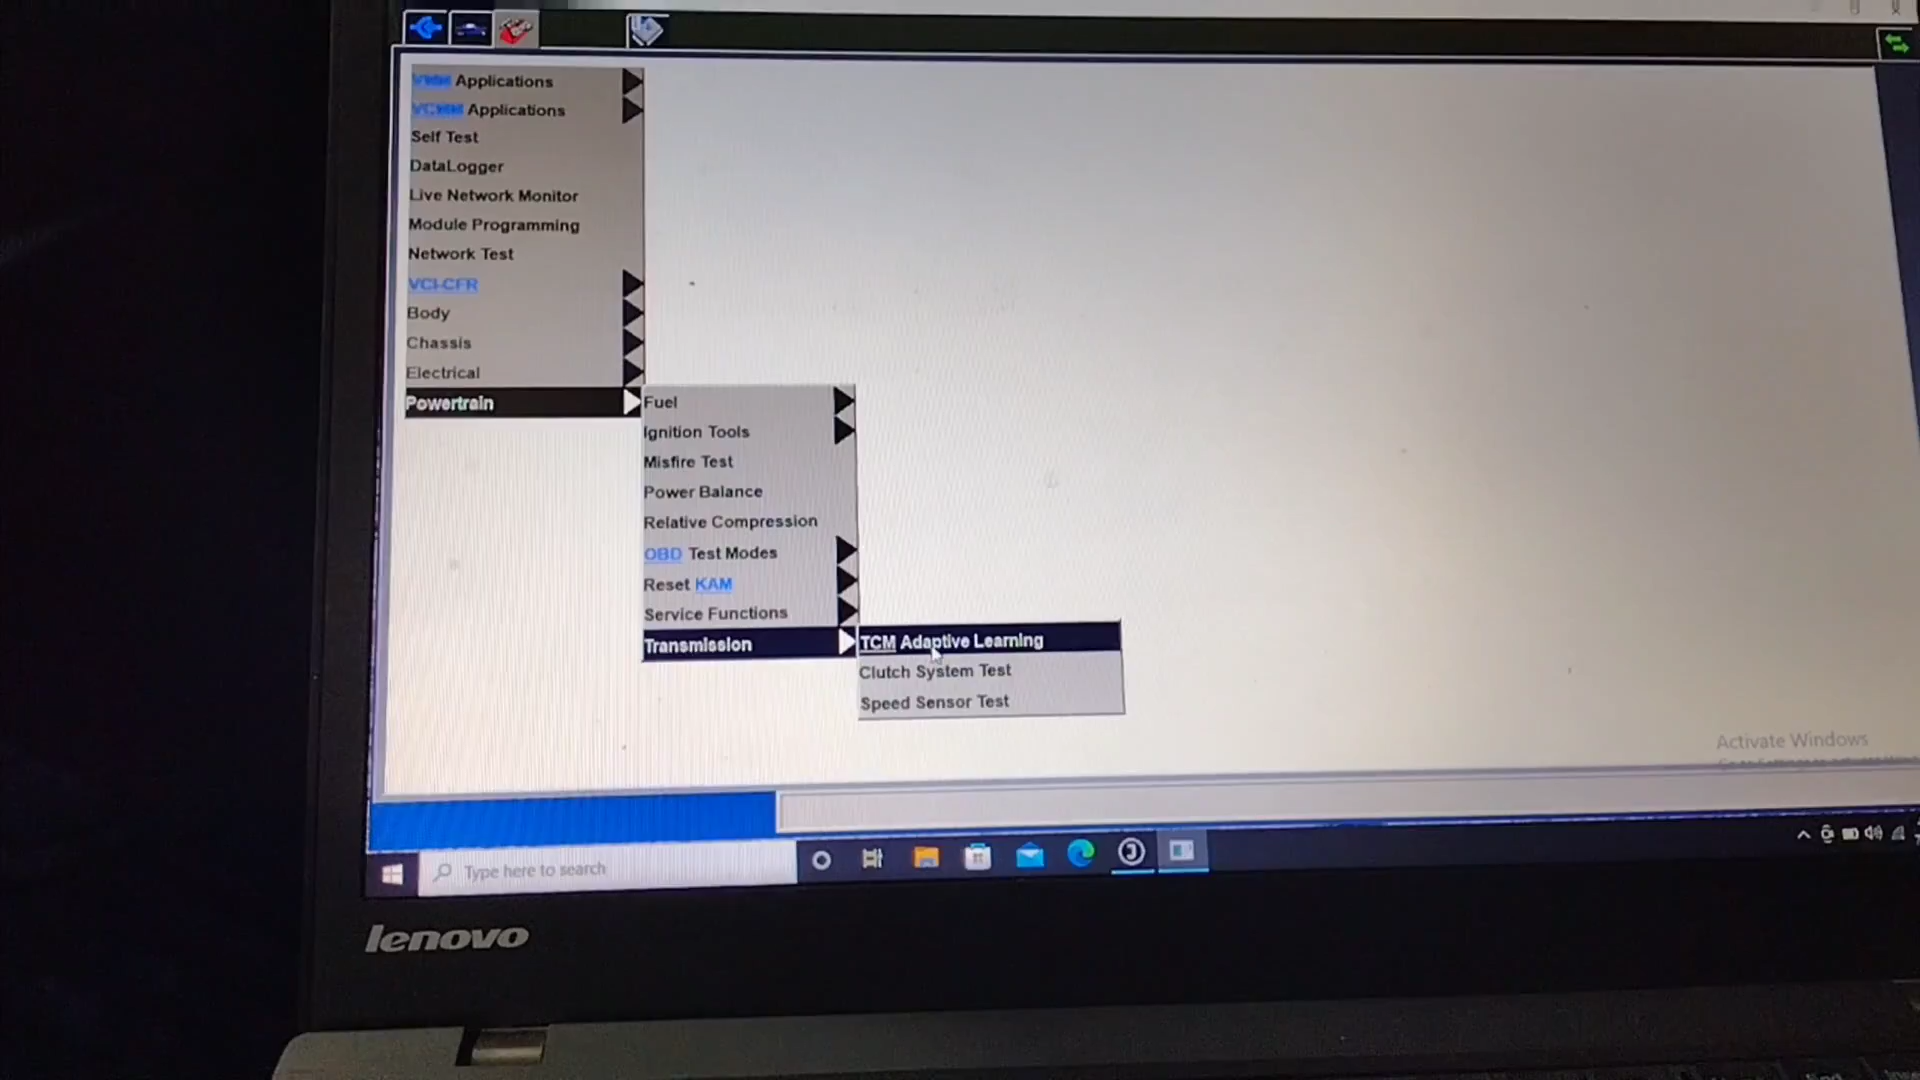 Applications
Applications
Self Test
DataLogger
Live Network Monitor
Module Programming
Network Test
VCI-CFR
Body
Chassis
Electrical
Powertrain
Fuel
Ignition Tools
Misfire Test
Power Balance
Relative Compression
OBD Test Modes
Reset KAM
Service Functions
Transmission
TCM Adaptive Learning
Clutch System Test
Speed Sensor Test
Activate Windows
Type here to search
lenovo